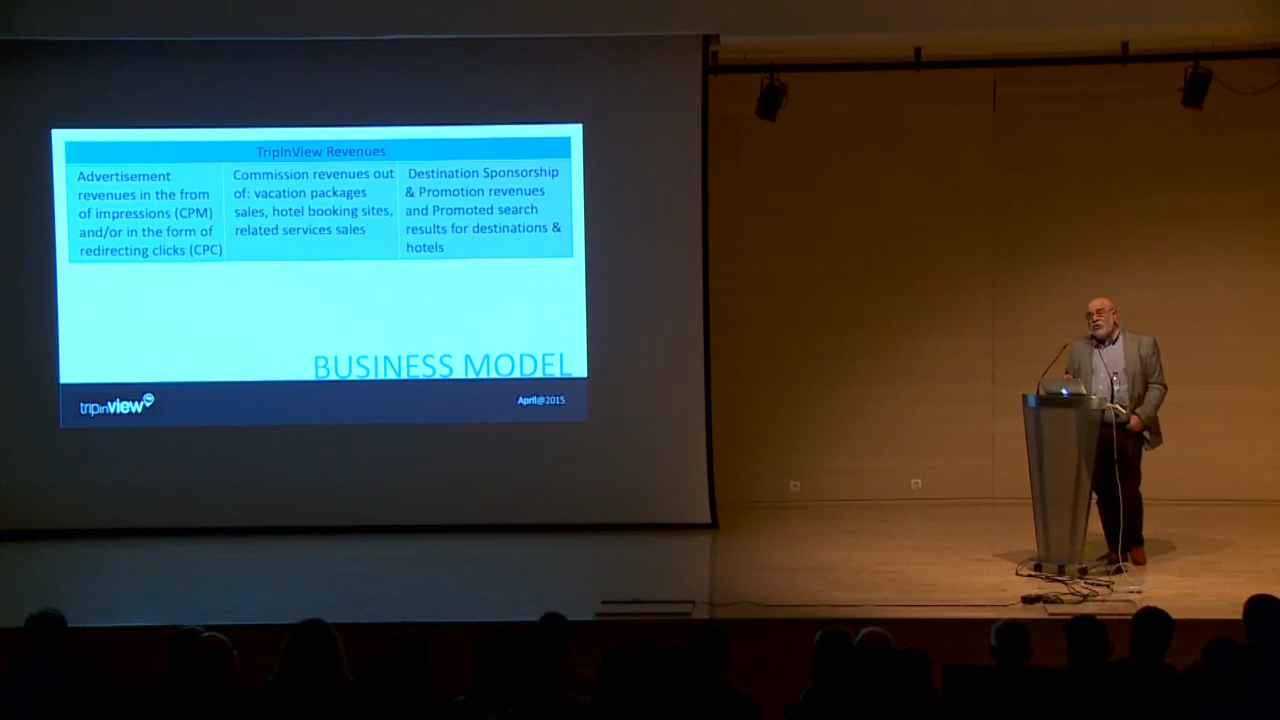 TripInView Revenues
Advertisement
revenues in the from
of impressions (CPM)
and/or in the form of
redirecting clicks (CPC)
Commission revenues out
of: vacation packages
sales, hotel booking sites,
related services sales
Destination Sponsorship
& Promotion revenues
and Promoted search
results for destinations &
hotels
BUSINESS MODEL
tripinview
April@2015